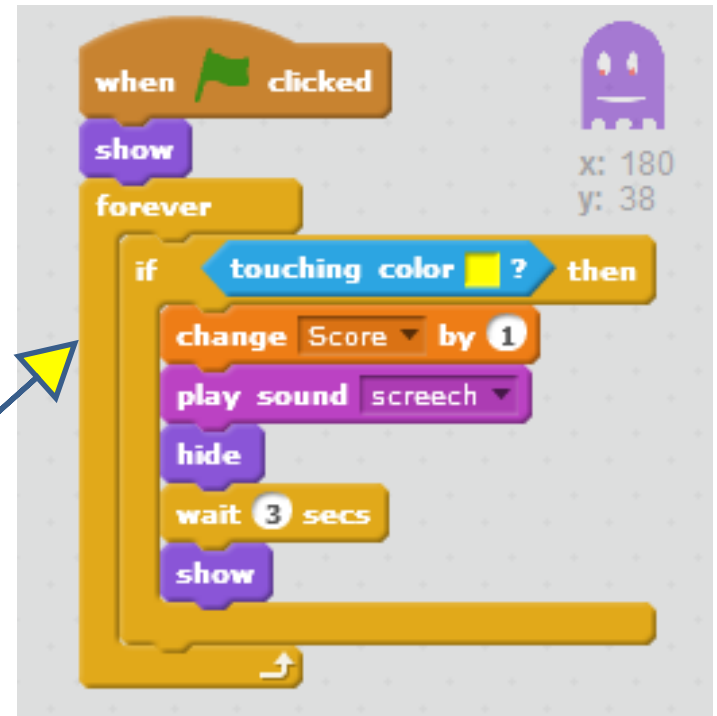 when clicked
show
x: 180
y: 38
forever
if touching color ? then
change Score by 1
play sound screech
hide
wait 3 secs
show